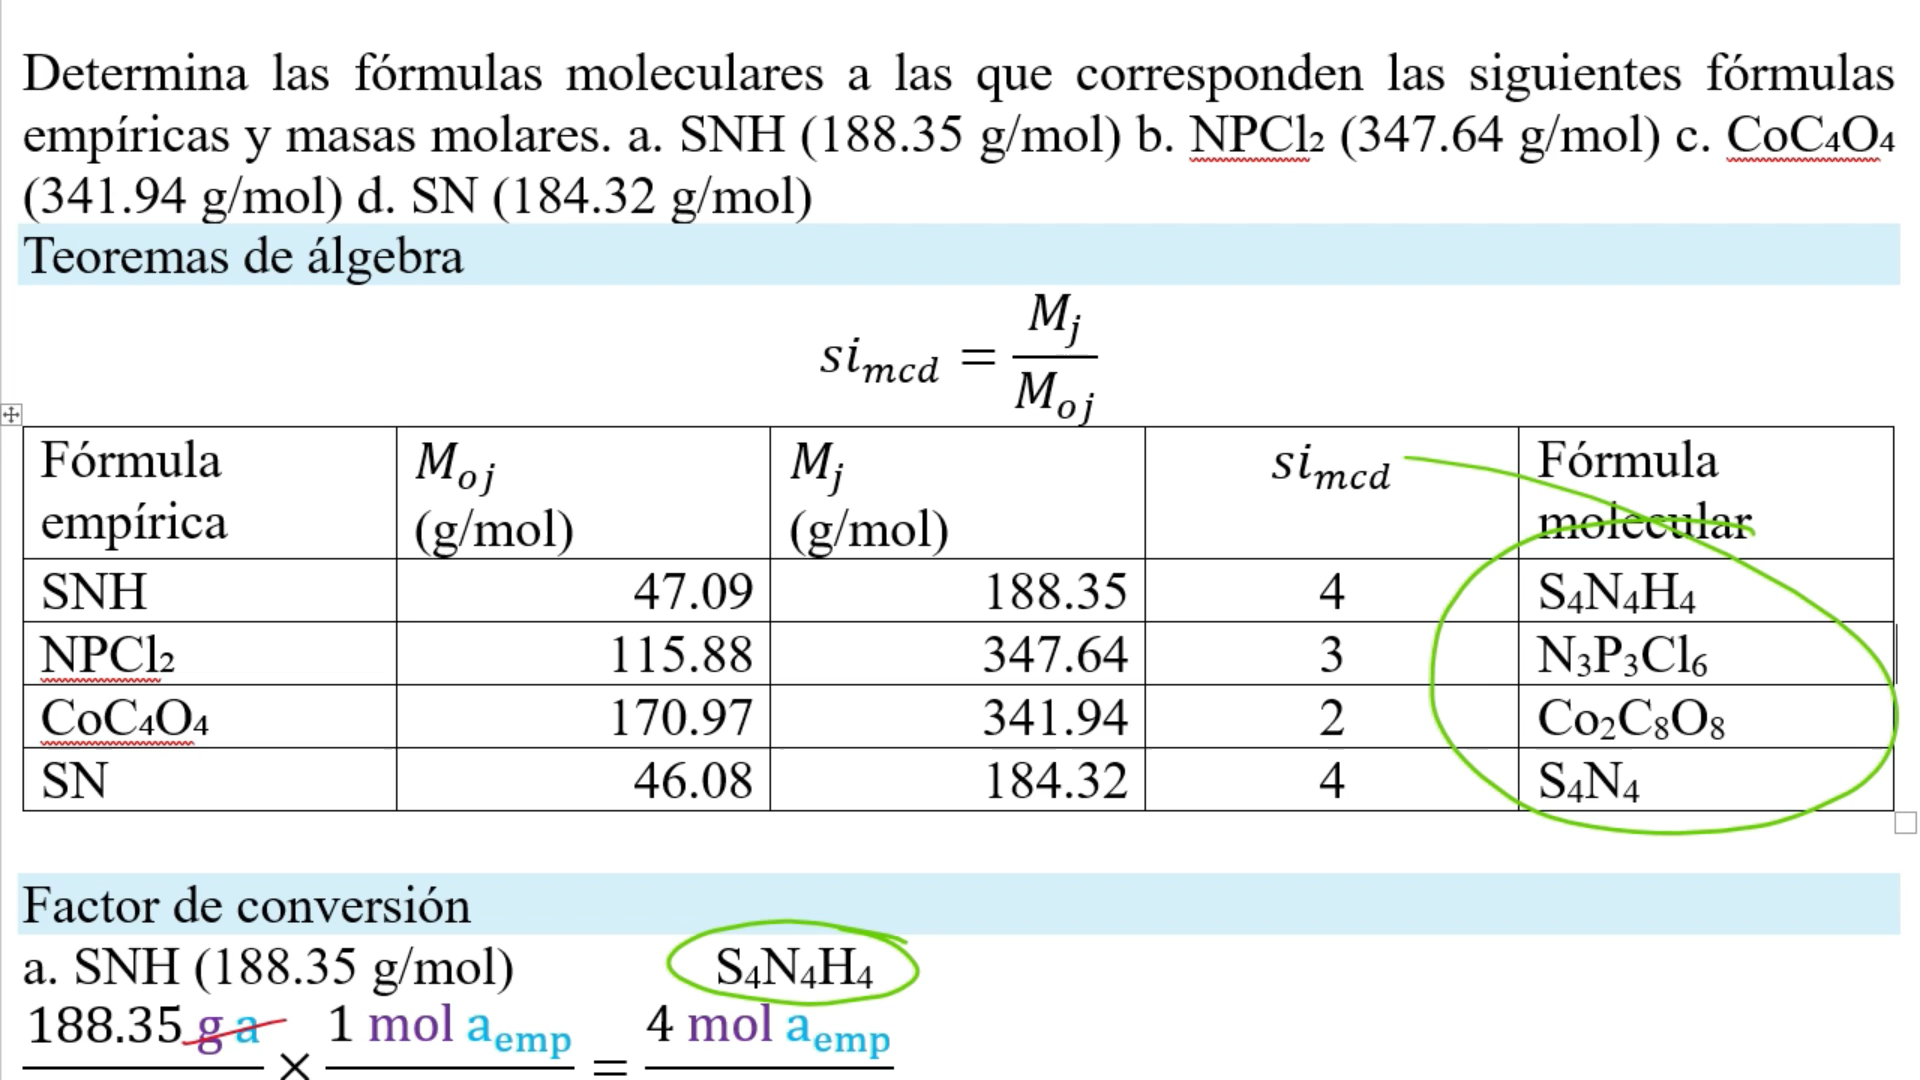 Determina las fórmulas moleculares a las que corresponden las siguientes fórmulas
empíricas y masas molares. a. SNH (188.35 g/mol) b. NPCl₂ (347.64 g/mol) c. CoC₄O₄
(341.94 g/mol) d. SN (184.32 g/mol)
Teoremas de álgebra
si_mcd = M_j / M_oj
Fórmula empírica M_oj (g/mol) M_j (g/mol) si_mcd Fórmula molecular
SNH 47.09 188.35 4 S₄N₄H₄
NPCl₂ 115.88 347.64 3 N₃P₃Cl₆
CoC₄O₄ 170.97 341.94 2 Co₂C₈O₈
SN 46.08 184.32 4 S₄N₄
Factor de conversión
a. SNH (188.35 g/mol) S₄N₄H₄
188.35 g a × 1 mol a_emp = 4 mol a_emp